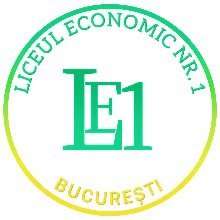 LICEUL ECONOMIC NR. 1
LE1
BUCUREȘTI